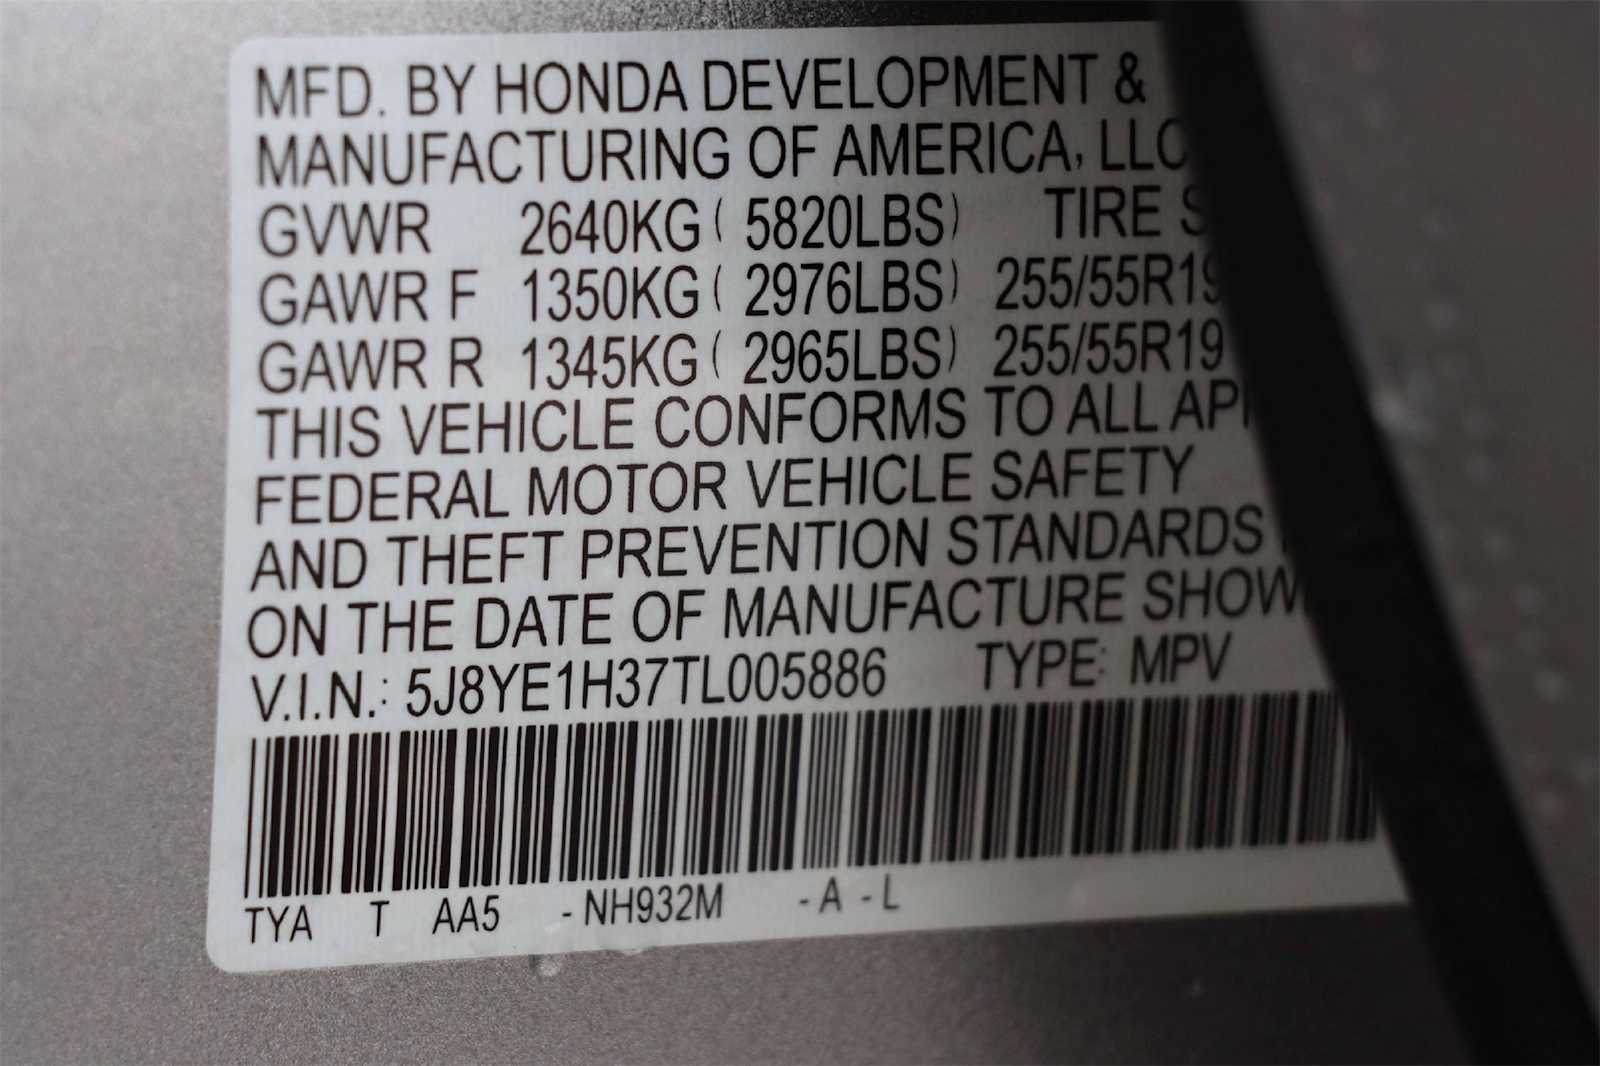 MFD. BY HONDA DEVELOPMENT &
MANUFACTURING OF AMERICA, LLC
GVWR 2640KG ( 5820LBS) TIRE
GAWR F 1350KG ( 2976LBS) 255/55R19
GAWR R 1345KG ( 2965LBS) 255/55R19
THIS VEHICLE CONFORMS TO ALL
FEDERAL MOTOR VEHICLE SAFETY
AND THEFT PREVENTION STANDARDS
ON THE DATE OF MANUFACTURE SHOW
V.I.N.: 5J8YE1H37TL005886 TYPE: MPV
TYA T AA5 -NH932M -A -L